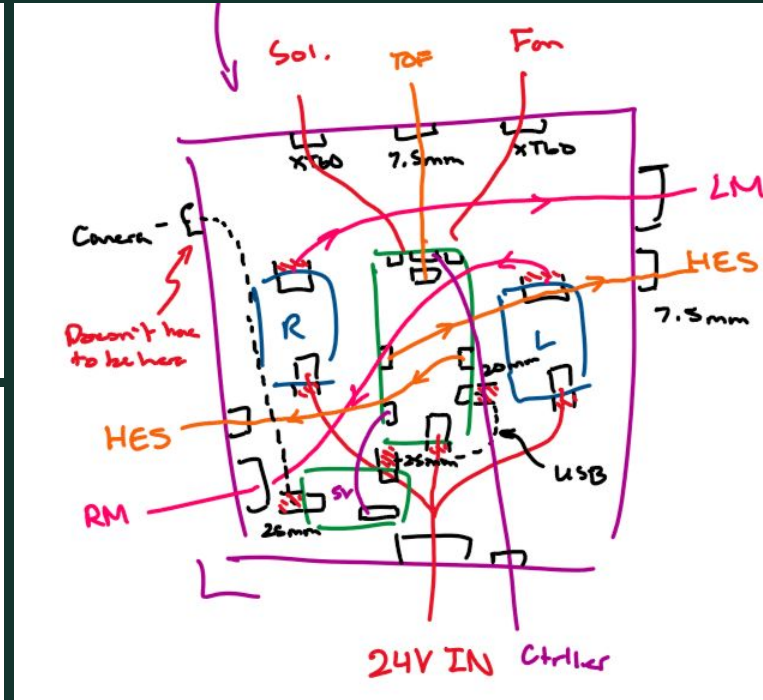 Sol.
TOF
Fan
XT60
7.5mm
XT60
LM
Camera
HES
7.5mm
Doesn't have
to be here
R
L
20mm
HES
25mm
USB
RM
5V
25mm
24V IN
Ctrller